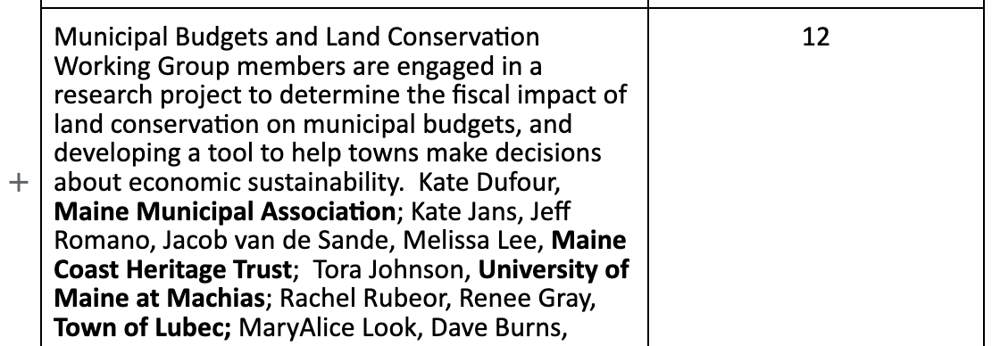 Municipal Budgets and Land Conservation
Working Group members are engaged in a
research project to determine the fiscal impact of
land conservation on municipal budgets, and
developing a tool to help towns make decisions
about economic sustainability.  Kate Dufour,
Maine Municipal Association; Kate Jans, Jeff
Romano, Jacob van de Sande, Melissa Lee, Maine
Coast Heritage Trust;  Tora Johnson, University of
Maine at Machias; Rachel Rubeor, Renee Gray,
Town of Lubec; MaryAlice Look, Dave Burns,
12